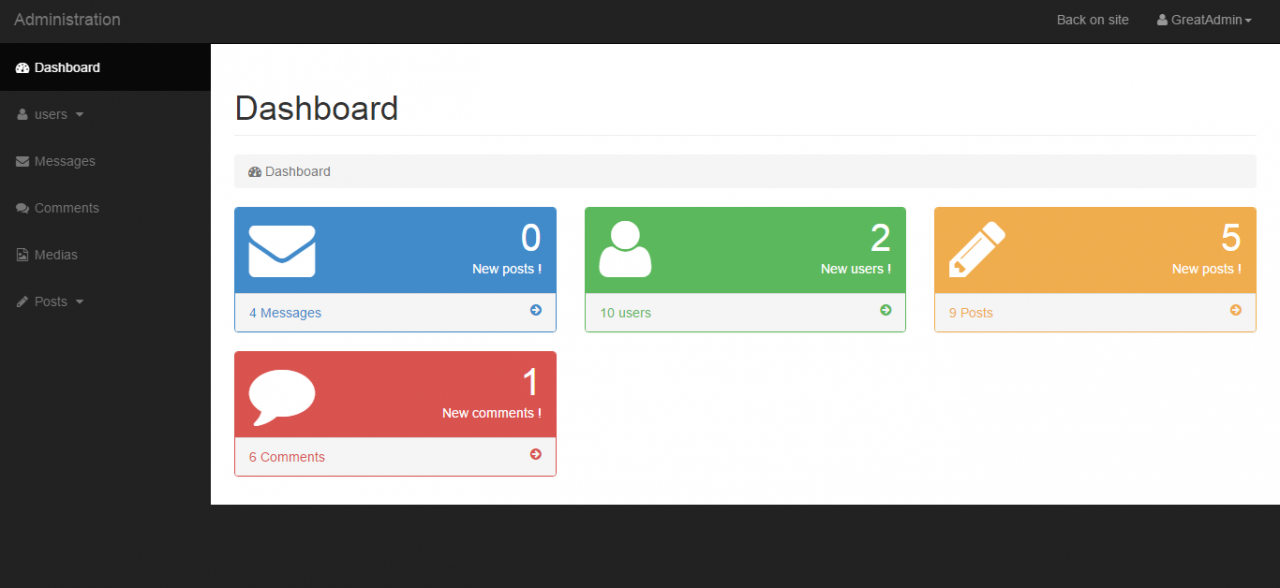 Administration
Back on site
GreatAdmin
Dashboard
users
Messages
Comments
Medias
Posts
Dashboard
Dashboard
0
New posts !
4 Messages
2
New users !
10 users
5
New posts !
9 Posts
1
New comments !
6 Comments